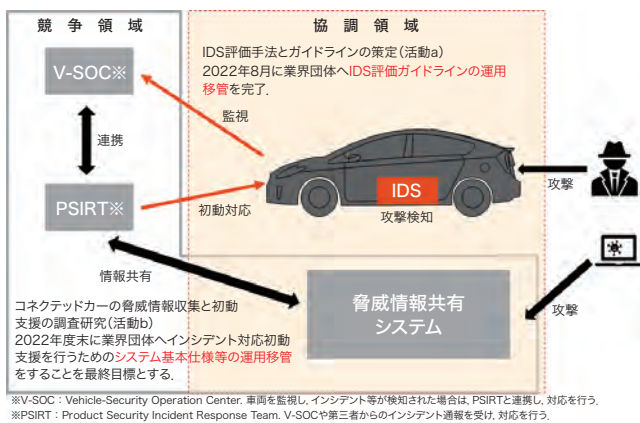 競争領域
協調領域
V-SOC※
IDS評価手法とガイドラインの策定（活動a）
2022年8月に業界団体へIDS評価ガイドラインの運用
移管を完了.
監視
連携
PSIRT※
初動対応
IDS
攻撃検知
攻撃
情報共有
脅威情報共有
システム
攻撃
コネクテッドカーの脅威情報収集と初動
支援の調査研究（活動b）
2022年度末に業界団体へインシデント対応初動
支援を行うためのシステム基本仕様等の運用移管
をすることを最終目標とする.
※V-SOC：Vehicle-Security Operation Center. 車両を監視し, インシデント等が検知された場合は, PSIRTと連携し, 対応を行う.
※PSIRT：Product Security Incident Response Team. V-SOCや第三者からのインシデント通報を受け, 対応を行う.